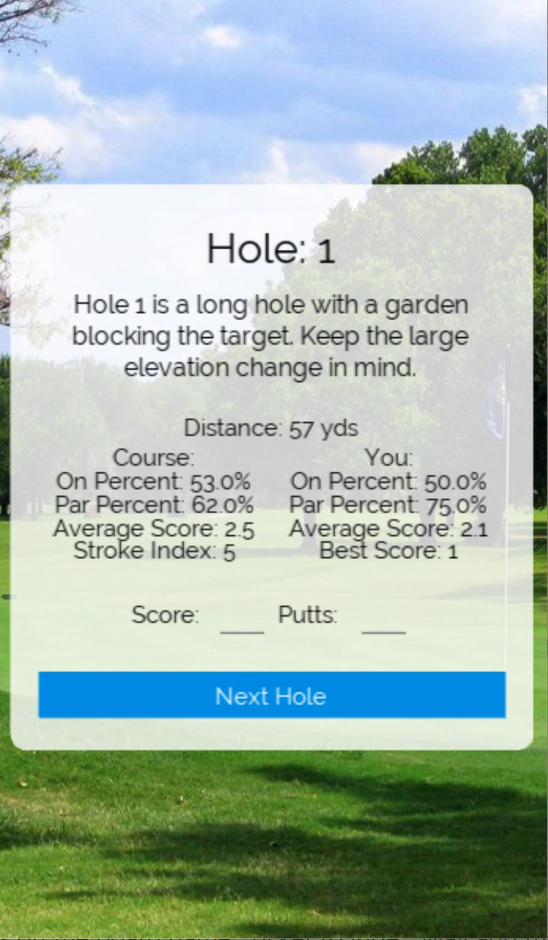 Hole: 1
Hole 1 is a long hole with a garden
blocking the target. Keep the large
elevation change in mind.
Distance: 57 yds
Course:
On Percent: 53.0%
Par Percent: 62.0%
Average Score: 2.5
Stroke Index: 5
You:
On Percent: 50.0%
Par Percent: 75.0%
Average Score: 2.1
Best Score: 1
Score: ___ Putts: ___
Next Hole